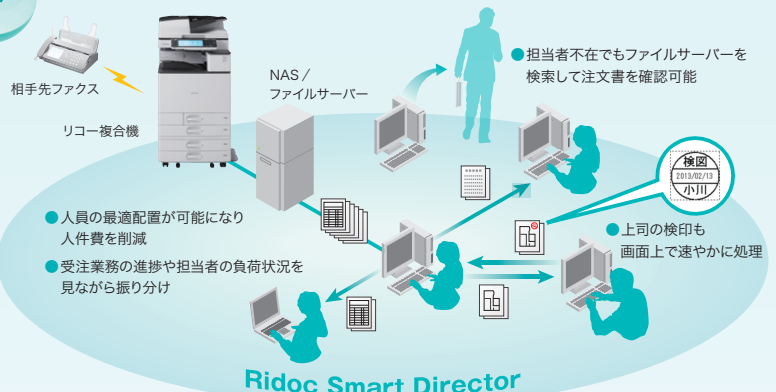 相手先ファクス
リコー複合機
NAS /
ファイルサーバー
●担当者不在でもファイルサーバーを
検索して注文書を確認可能
検図
2013/02/13
小川
●上司の検印も
画面上で速やかに処理
●人員の最適配置が可能になり
人件費を削減
●受注業務の進捗や担当者の負荷状況を
見ながら振り分け
Ridoc Smart Director